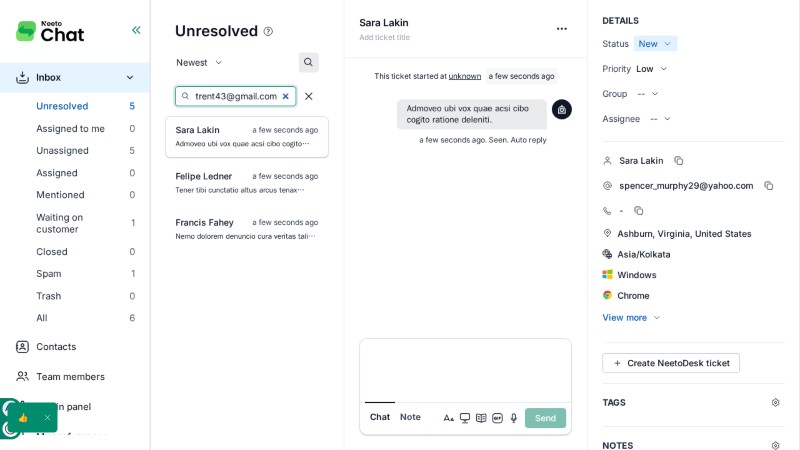 Neeto
Chat
Inbox
Unresolved 5
Assigned to me 0
Unassigned 5
Assigned 0
Mentioned 0
Waiting on
customer 1
Closed 0
Spam 1
Trash 0
All 6
Contacts
Team members
in panel
👍 ×
Unresolved
Newest
trent43@gmail.com
Sara Lakin a few seconds ago
Admoveo ubi vox quae acsi cibo cogito···
Felipe Ledner a few seconds ago
Tener tibi cunctatio altus arcus tenax···
Francis Fahey a few seconds ago
Nemo dolorem denuncio cura veritas tali···
Sara Lakin
Add ticket title
This ticket started at unknown a few seconds ago
Admoveo ubi vox quae acsi cibo
cogito ratione deleniti.
a few seconds ago. Seen. Auto reply
Chat Note
GIF
Send
DETAILS
Status New
Priority Low
Group --
Assignee --
Sara Lakin
spencer_murphy29@yahoo.com
-
Ashburn, Virginia, United States
Asia/Kolkata
Windows
Chrome
View more
+ Create NeetoDesk ticket
TAGS
NOTES